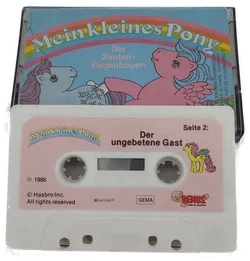 Mein kleines Pony
Der
Zauber-
Regenbogen
Mein kleines Pony
Der
ungebetene Gast
Seite 2:
℗ 1986
© Hasbro Inc.
All rights reserved
GEMA